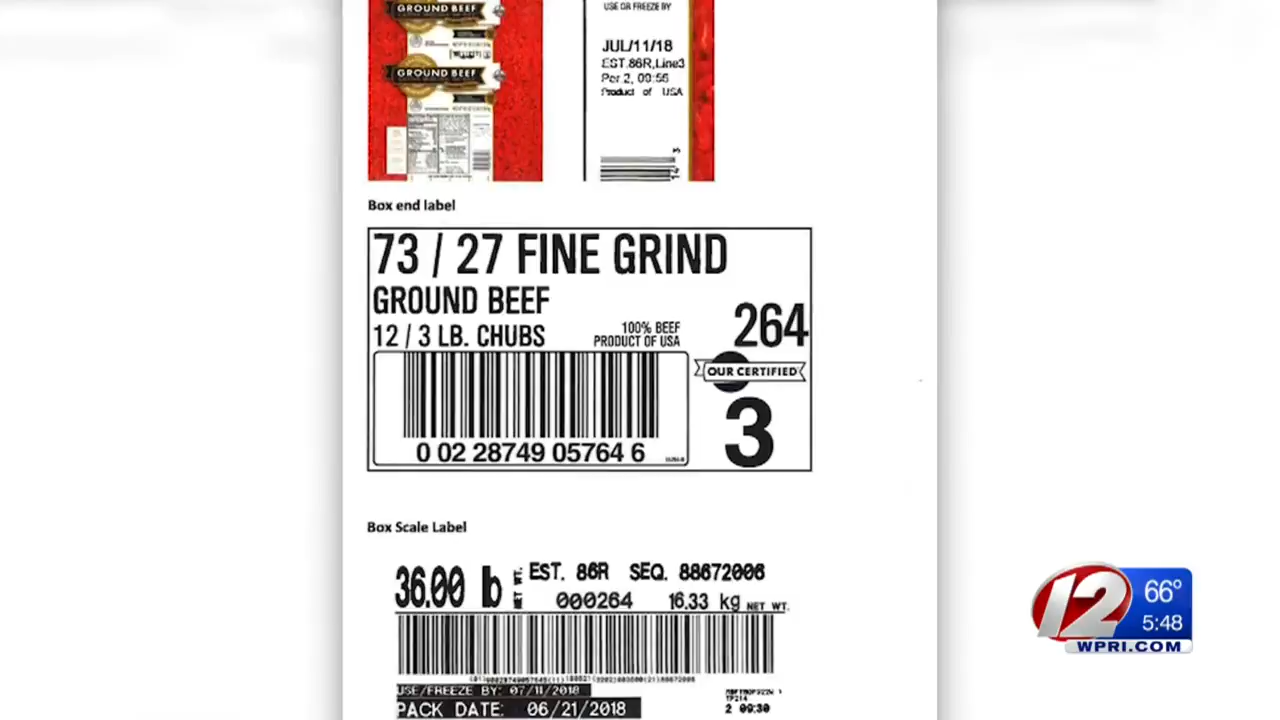 GROUND BEEF
GROUND BEEF
USE OR FREEZE BY
JUL/11/18
EST.86R,Line3
Per 2, 09:56
Product of USA
Box end label
73 / 27 FINE GRIND
GROUND BEEF
12 / 3 LB. CHUBS
100% BEEF
PRODUCT OF USA
264
OUR CERTIFIED
3
0 02 28749 05764 6
Box Scale Label
36.00 lb NET WT.
EST. 86R SEQ. 88672006
000264 16.33 kg NET WT.
USE/FREEZE BY: 07/11/2018
PACK DATE: 06/21/2018
2 09:30
12
66°
5:48
WPRI.COM